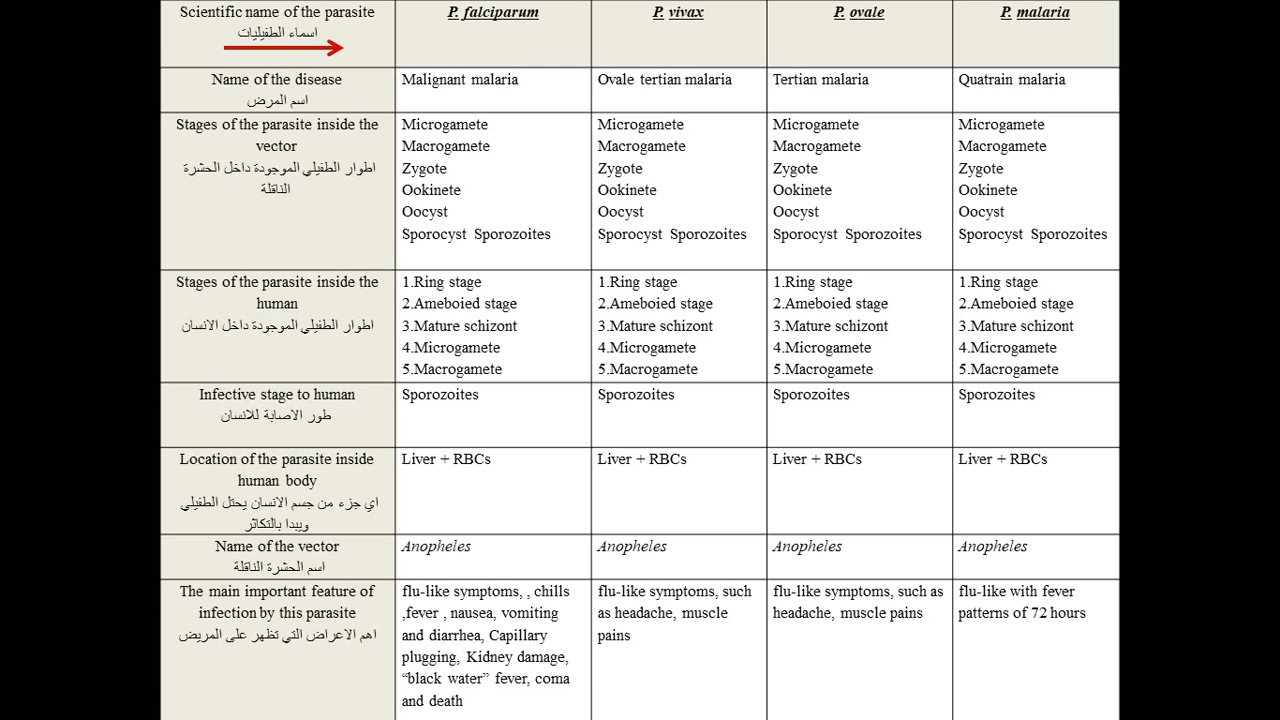 Scientific name of the parasite
اسماء الطفيليات
P. falciparum
P. vivax
P. ovale
P. malaria
Name of the disease
اسم المرض
Malignant malaria
Ovale tertian malaria
Tertian malaria
Quatrain malaria
Stages of the parasite inside the
vector
اطوار الطفيلي الموجودة داخل الحشرة
الناقلة
Microgamete
Macrogamete
Zygote
Ookinete
Oocyst
Sporocyst Sporozoites
Microgamete
Macrogamete
Zygote
Ookinete
Oocyst
Sporocyst Sporozoites
Microgamete
Macrogamete
Zygote
Ookinete
Oocyst
Sporocyst Sporozoites
Microgamete
Macrogamete
Zygote
Ookinete
Oocyst
Sporocyst Sporozoites
Stages of the parasite inside the
human
اطوار الطفيلي الموجودة داخل الانسان
1.Ring stage
2.Ameboied stage
3.Mature schizont
4.Microgamete
5.Macrogamete
1.Ring stage
2.Ameboied stage
3.Mature schizont
4.Microgamete
5.Macrogamete
1.Ring stage
2.Ameboied stage
3.Mature schizont
4.Microgamete
5.Macrogamete
1.Ring stage
2.Ameboied stage
3.Mature schizont
4.Microgamete
5.Macrogamete
Infective stage to human
طور الاصابة للانسان
Sporozoites
Sporozoites
Sporozoites
Sporozoites
Location of the parasite inside
human body
اي جزء من جسم الانسان يحتل الطفيلي
ويبدا بالتكاثر
Liver + RBCs
Liver + RBCs
Liver + RBCs
Liver + RBCs
Name of the vector
اسم الحشرة الناقلة
Anopheles
Anopheles
Anopheles
Anopheles
The main important feature of
infection by this parasite
اهم الاعراض التي تظهر على المريض
flu-like symptoms, , chills
,fever , nausea, vomiting
and diarrhea, Capillary
plugging, Kidney damage,
“black water” fever, coma
and death
flu-like symptoms, such
as headache, muscle
pains
flu-like symptoms, such as
headache, muscle pains
flu-like with fever
patterns of 72 hours